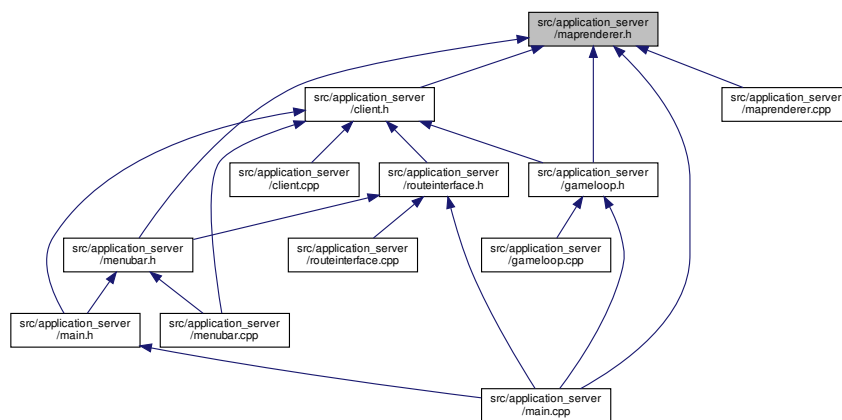 src/application_server
/maprenderer.h
src/application_server
/client.h
src/application_server
/maprenderer.cpp
src/application_server
/client.cpp
src/application_server
/routeinterface.h
src/application_server
/gameloop.h
src/application_server
/menubar.h
src/application_server
/routeinterface.cpp
src/application_server
/gameloop.cpp
src/application_server
/main.h
src/application_server
/menubar.cpp
src/application_server
/main.cpp